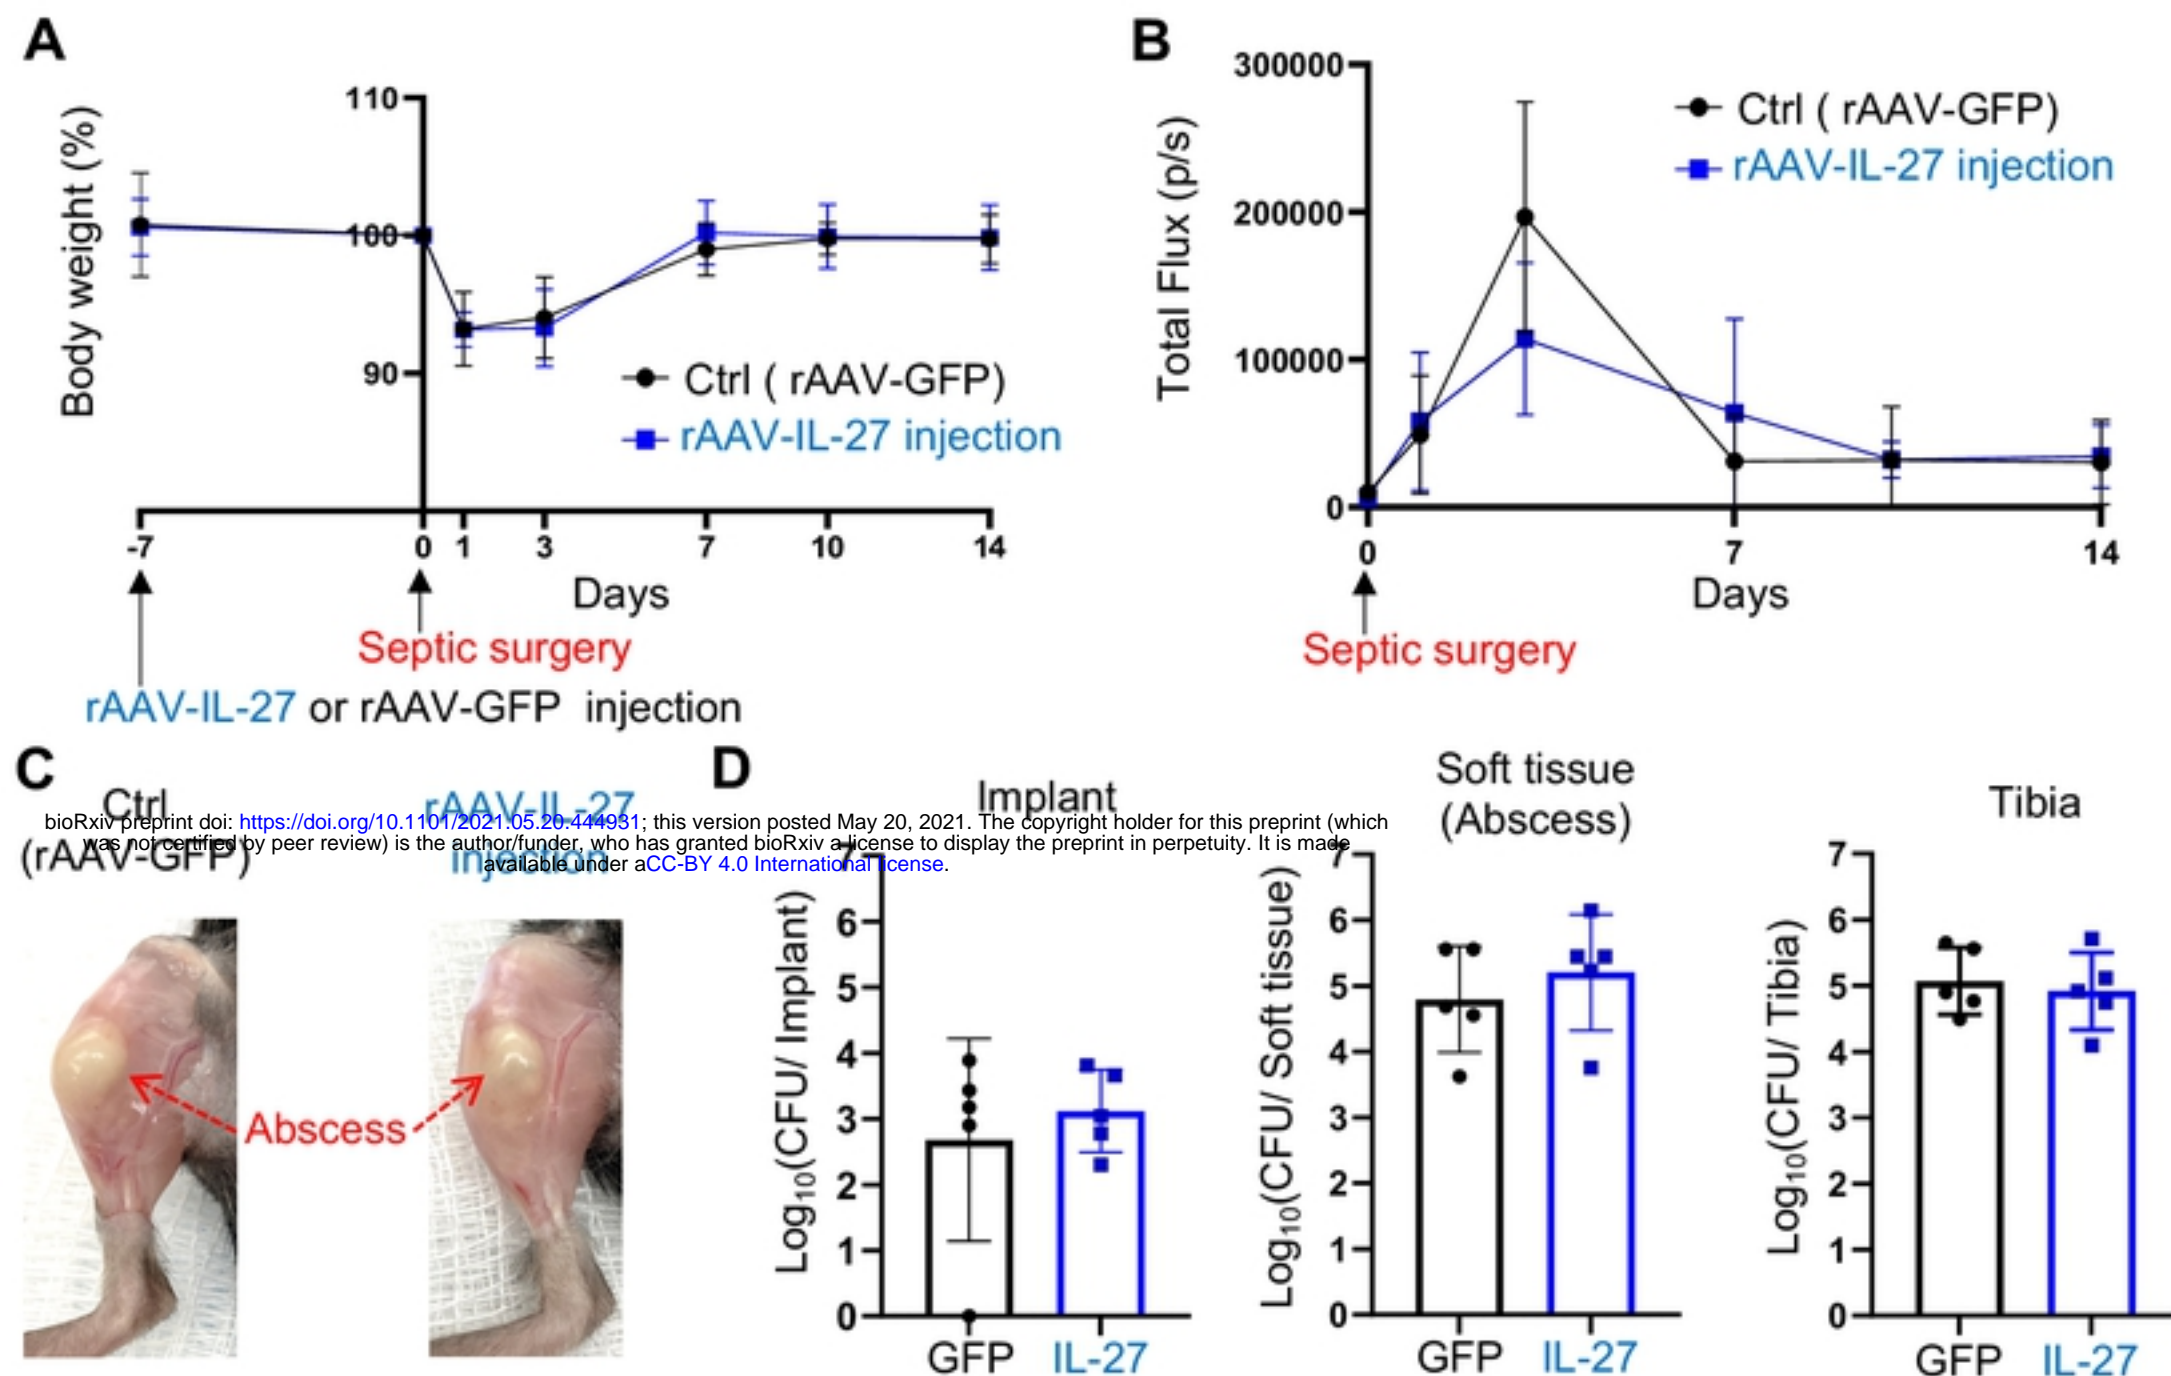 A
Body weight (%)
110
100
90
Ctrl ( rAAV-GFP)
rAAV-IL-27 injection
-7 0 1 3 7 10 14
Days
Septic surgery
rAAV-IL-27 or rAAV-GFP injection
B
Total Flux (p/s)
300000
200000
100000
0
Ctrl ( rAAV-GFP)
rAAV-IL-27 injection
0 7 14
Days
Septic surgery
C
Ctrl
(rAAV-GFP)
rAAV-IL-27
injection
bioRxiv preprint doi: https://doi.org/10.1101/2021.05.20.444931; this version posted May 20, 2021. The copyright holder for this preprint (which
was not certified by peer review) is the author/funder, who has granted bioRxiv a license to display the preprint in perpetuity. It is made
available under aCC-BY 4.0 International license.
Abscess
D
Implant
Log10(CFU/ Implant)
7
6
5
4
3
2
1
0
GFP IL-27
Soft tissue
(Abscess)
Log10(CFU/ Soft tissue)
7
6
5
4
3
2
1
0
GFP IL-27
Tibia
Log10(CFU/ Tibia)
7
6
5
4
3
2
1
0
GFP IL-27